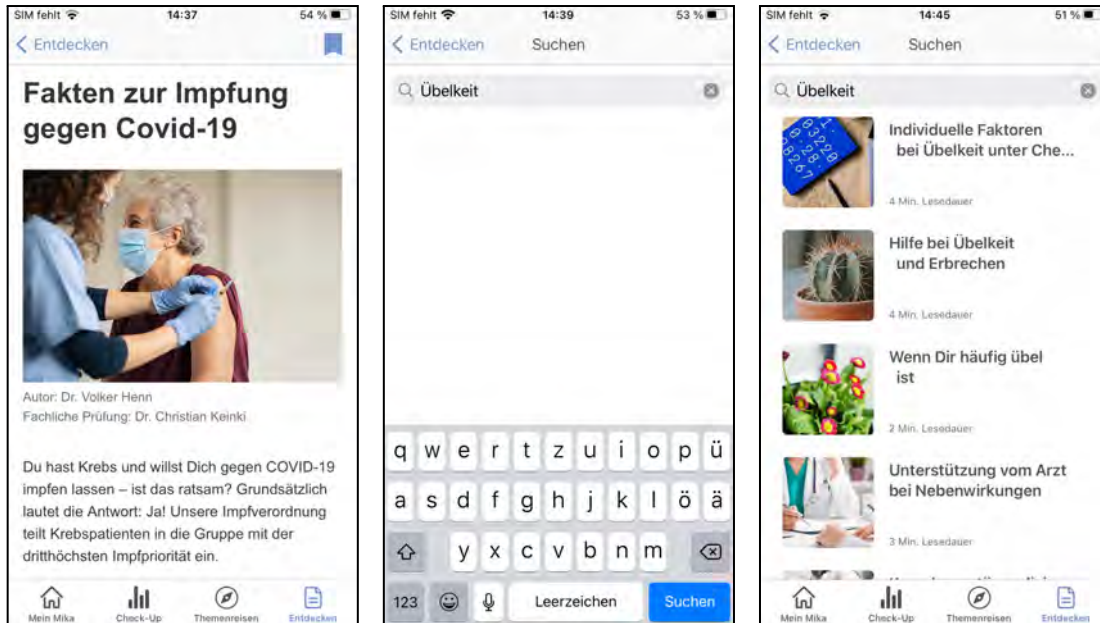 SIM fehlt 14:37 54 %
Entdecken
Fakten zur Impfung
gegen Covid-19
Autor: Dr. Volker Henn
Fachliche Prüfung: Dr. Christian Keinki
Du hast Krebs und willst Dich gegen COVID-19
impfen lassen – ist das ratsam? Grundsätzlich
lautet die Antwort: Ja! Unsere Impfverordnung
teilt Krebspatienten in die Gruppe mit der
dritthöchsten Impfpriorität ein.
Mein Mika Check-Up Themenreisen Entdecken
SIM fehlt 14:39 53 %
Entdecken Suchen
Übelkeit
q w e r t z u i o p ü
a s d f g h j k l ö ä
y x c v b n m
123 Leerzeichen Suchen
SIM fehlt 14:45 51 %
Entdecken Suchen
Übelkeit
Individuelle Faktoren
bei Übelkeit unter Che...
4 Min. Lesedauer
Hilfe bei Übelkeit
und Erbrechen
4 Min. Lesedauer
Wenn Dir häufig übel
ist
2 Min. Lesedauer
Unterstützung vom Arzt
bei Nebenwirkungen
3 Min. Lesedauer
Mein Mika Check-Up Themenreisen Entdecken